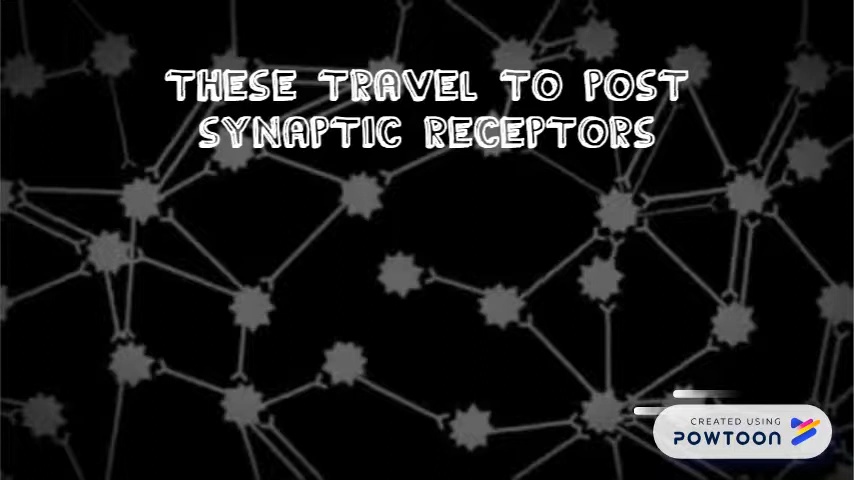 THESE TRAVEL TO POST
SYNAPTIC RECEPTORS
CREATED USING
POWTOON